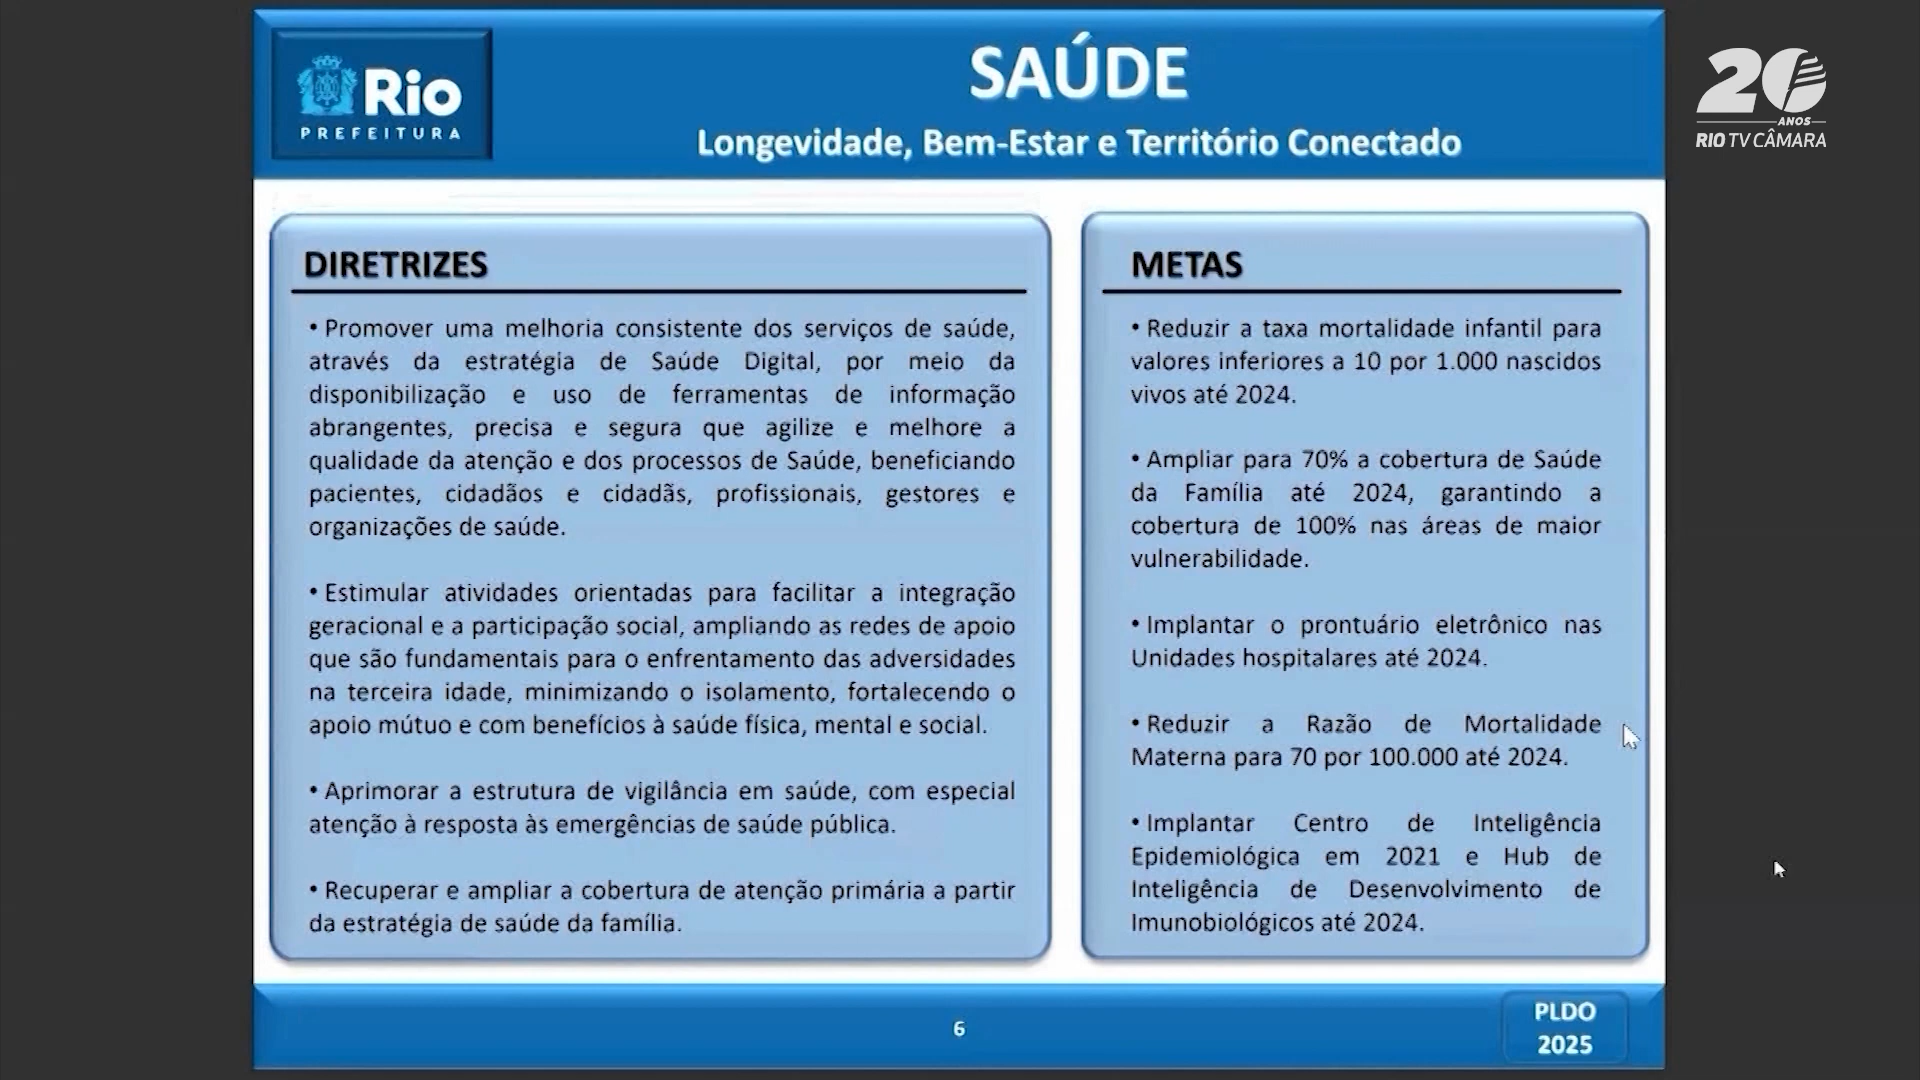 Rio
PREFEITURA
SAÚDE
Longevidade, Bem-Estar e Território Conectado
20
ANOS
RIO TV CÂMARA
DIRETRIZES
• Promover uma melhoria consistente dos serviços de saúde,
através da estratégia de Saúde Digital, por meio da
disponibilização e uso de ferramentas de informação
abrangentes, precisa e segura que agilize e melhore a
qualidade da atenção e dos processos de Saúde, beneficiando
pacientes, cidadãos e cidadãs, profissionais, gestores e
organizações de saúde.
• Estimular atividades orientadas para facilitar a integração
geracional e a participação social, ampliando as redes de apoio
que são fundamentais para o enfrentamento das adversidades
na terceira idade, minimizando o isolamento, fortalecendo o
apoio mútuo e com benefícios à saúde física, mental e social.
• Aprimorar a estrutura de vigilância em saúde, com especial
atenção à resposta às emergências de saúde pública.
• Recuperar e ampliar a cobertura de atenção primária a partir
da estratégia de saúde da família.
METAS
• Reduzir a taxa mortalidade infantil para
valores inferiores a 10 por 1.000 nascidos
vivos até 2024.
• Ampliar para 70% a cobertura de Saúde
da Família até 2024, garantindo a
cobertura de 100% nas áreas de maior
vulnerabilidade.
• Implantar o prontuário eletrônico nas
Unidades hospitalares até 2024.
• Reduzir a Razão de Mortalidade
Materna para 70 por 100.000 até 2024.
• Implantar Centro de Inteligência
Epidemiológica em 2021 e Hub de
Inteligência de Desenvolvimento de
Imunobiológicos até 2024.
6
PLDO
2025